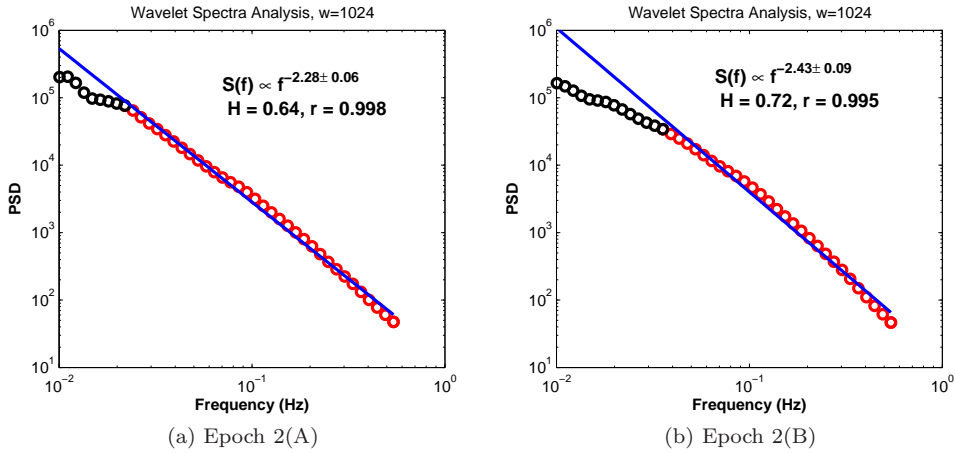 Wavelet Spectra Analysis, w=1024
S(f) ∝ f^−2.28± 0.06
H = 0.64, r = 0.998
PSD
10^6
10^5
10^4
10^3
10^2
10^1
10^−2
10^−1
10^0
Frequency (Hz)
(a) Epoch 2(A)
Wavelet Spectra Analysis, w=1024
S(f) ∝ f^−2.43± 0.09
H = 0.72, r = 0.995
PSD
10^6
10^5
10^4
10^3
10^2
10^1
10^−2
10^−1
10^0
Frequency (Hz)
(b) Epoch 2(B)